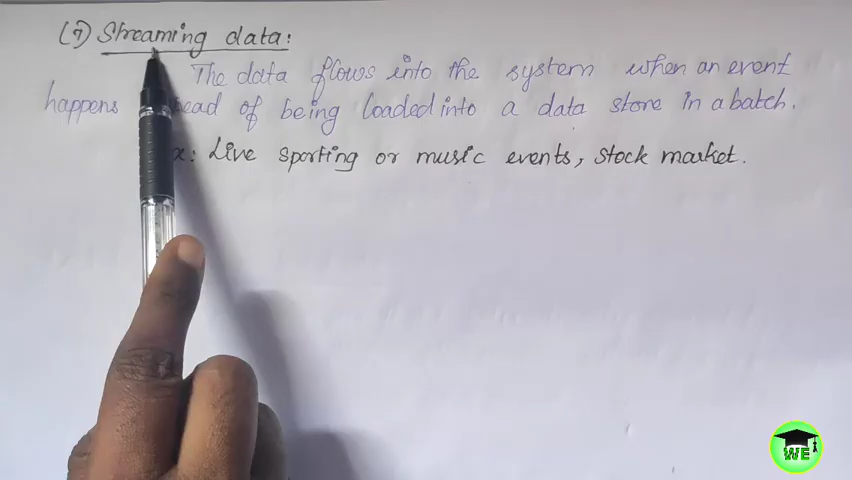 (7) Streaming data:
The data flows into the system when an event
happens ead of being loaded into a data store in a batch.
x: Live sporting or music events, stock market.
WE